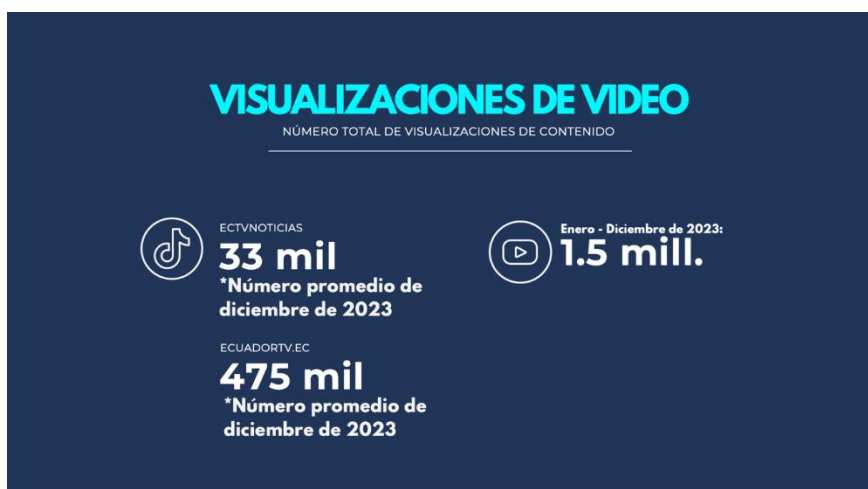 VISUALIZACIONES DE VIDEO
NÚMERO TOTAL DE VISUALIZACIONES DE CONTENIDO
ECTVNOTICIAS
33 mil
*Número promedio de
diciembre de 2023
ECUADORTV.EC
475 mil
*Número promedio de
diciembre de 2023
Enero - Diciembre de 2023:
1.5 mill.